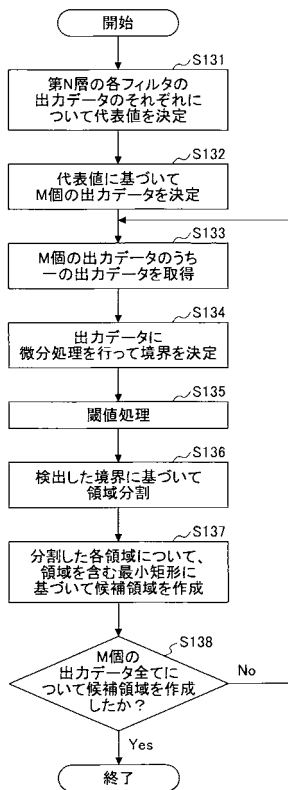 開始
S131
第N層の各フィルタの
出力データのそれぞれに
ついて代表値を決定
S132
代表値に基づいて
M個の出力データを決定
S133
M個の出力データのうち
一の出力データを取得
S134
出力データに
微分処理を行って境界を決定
S135
閾値処理
S136
検出した境界に基づいて
領域分割
S137
分割した各領域について、
領域を含む最小矩形に
基づいて候補領域を作成
S138
M個の
出力データ全てに
ついて候補領域を作成
したか？
No
Yes
終了